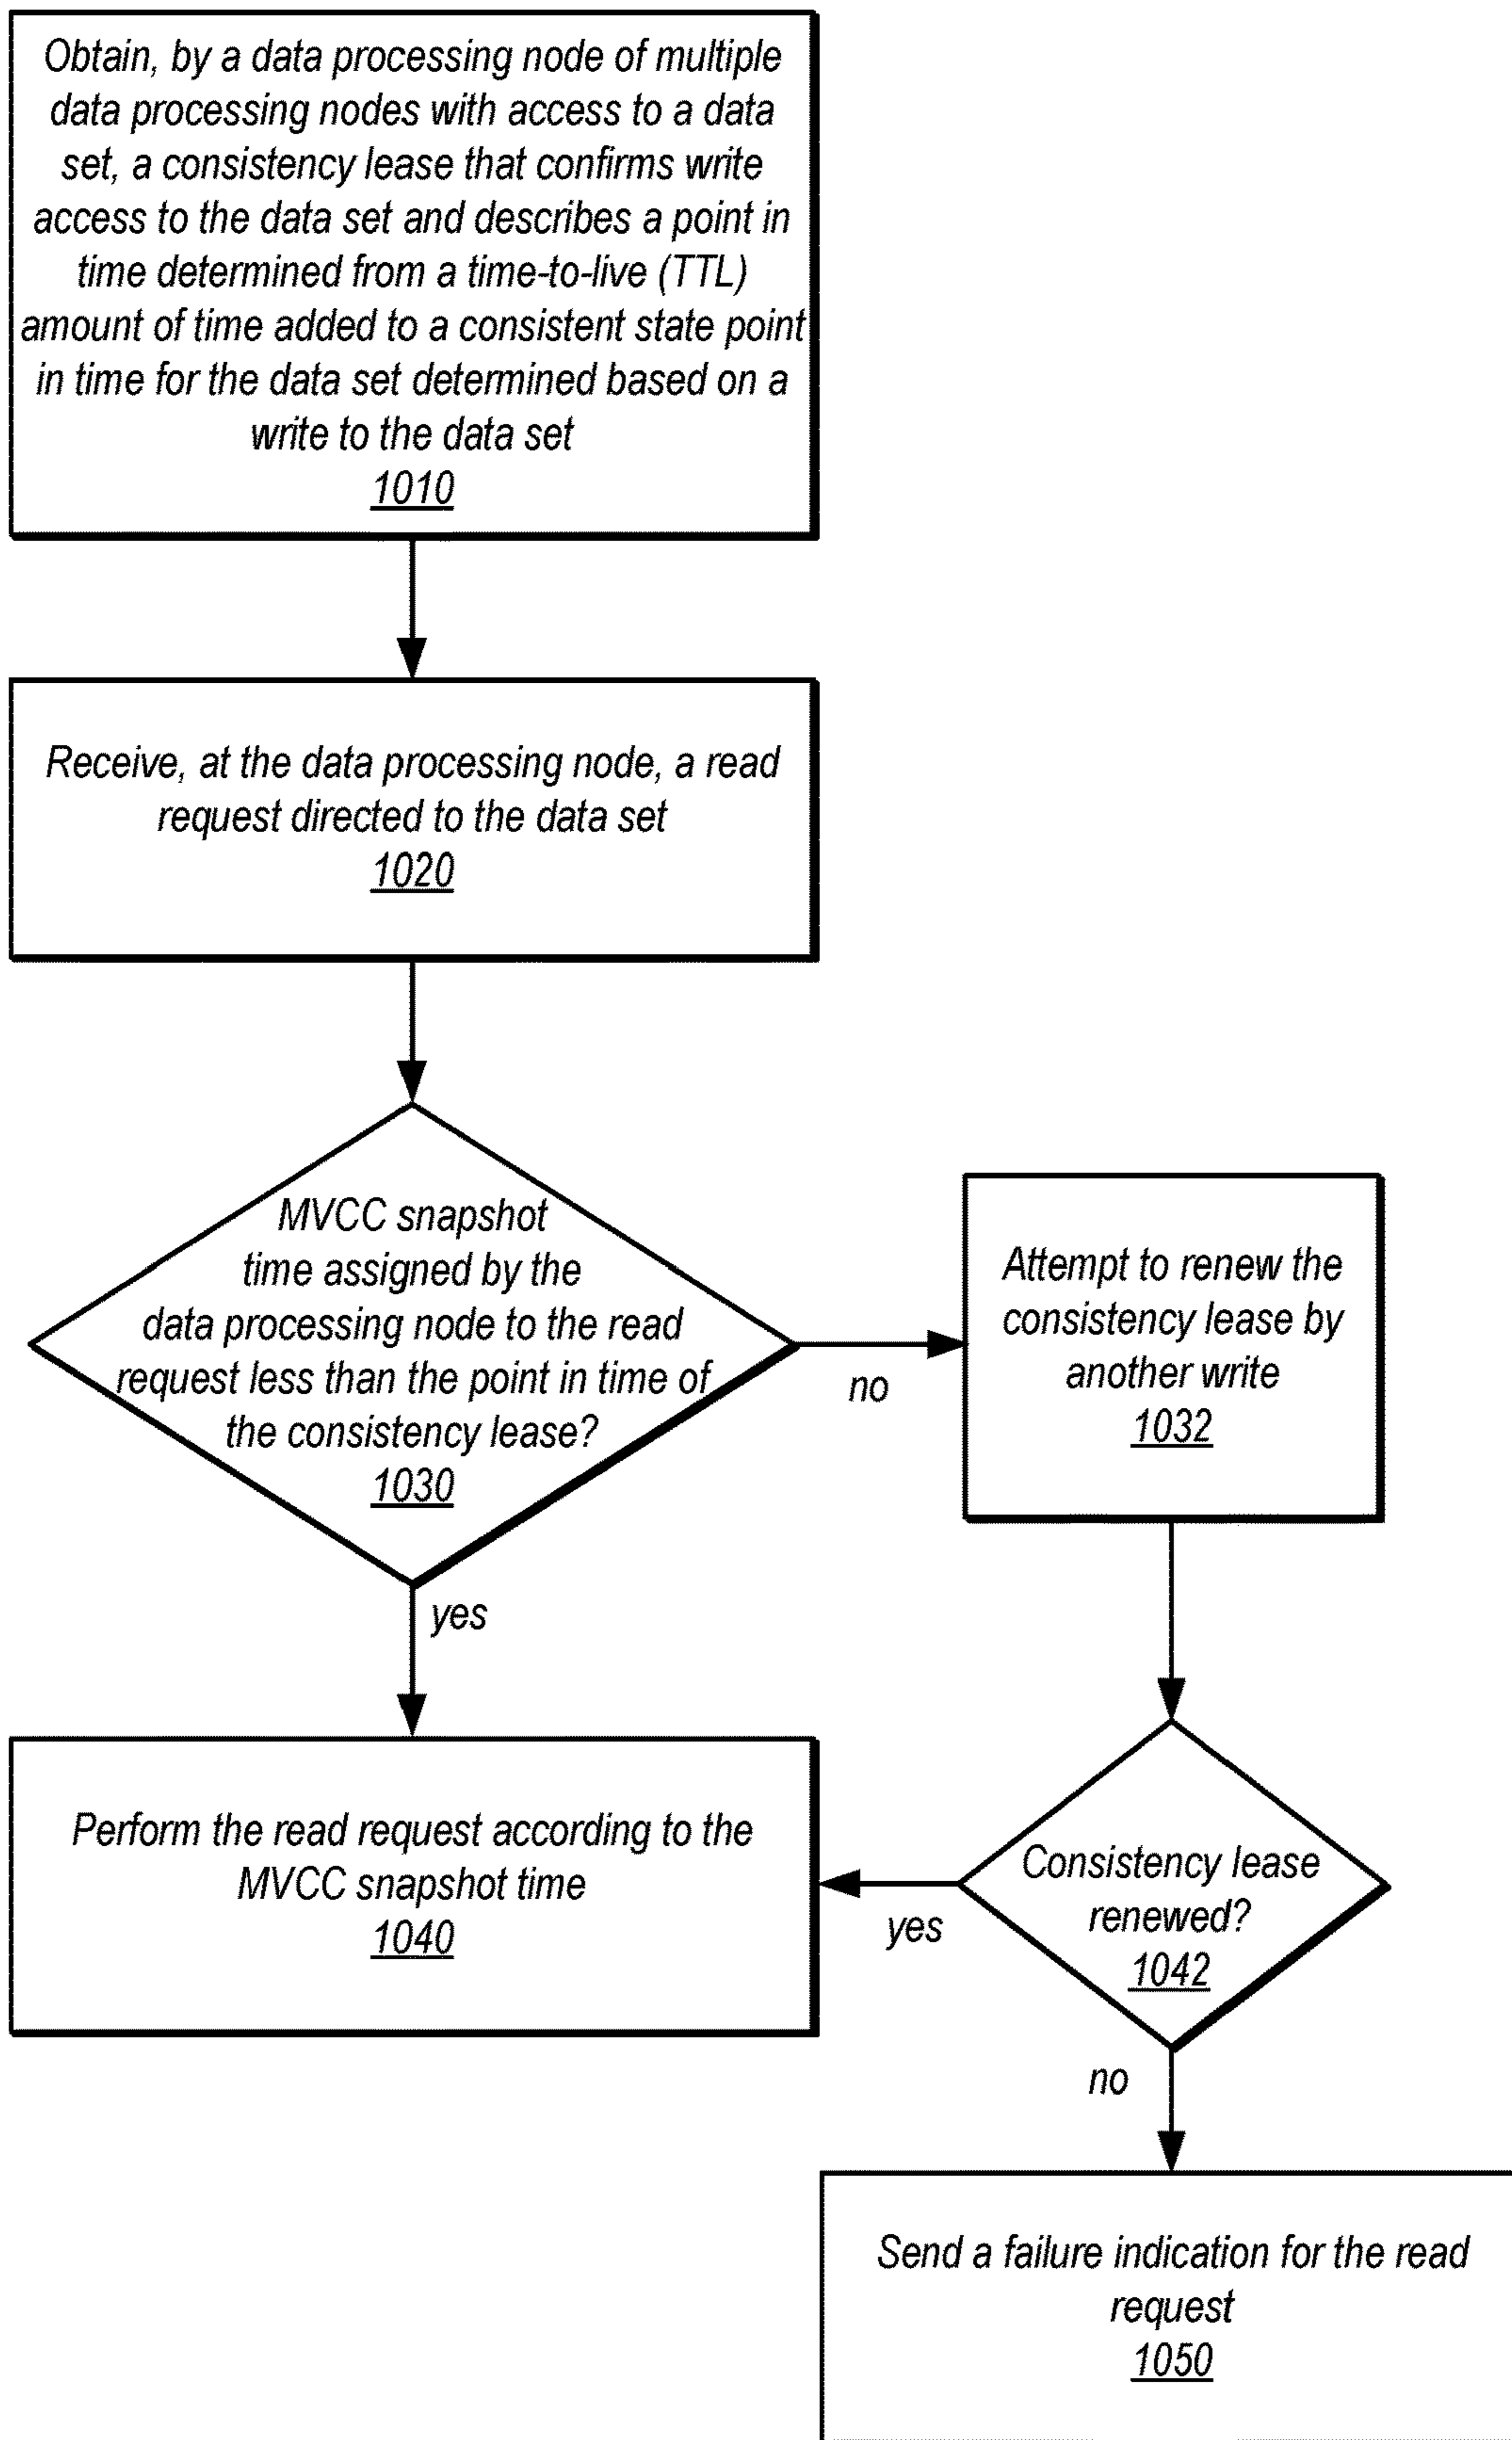 Obtain, by a data processing node of multiple
data processing nodes with access to a data
set, a consistency lease that confirms write
access to the data set and describes a point in
time determined from a time-to-live (TTL)
amount of time added to a consistent state point
in time for the data set determined based on a
write to the data set
1010
Receive, at the data processing node, a read
request directed to the data set
1020
MVCC snapshot
time assigned by the
data processing node to the read
request less than the point in time of
the consistency lease?
1030
no
Attempt to renew the
consistency lease by
another write
1032
yes
Perform the read request according to the
MVCC snapshot time
1040
yes
Consistency lease
renewed?
1042
no
Send a failure indication for the read
request
1050